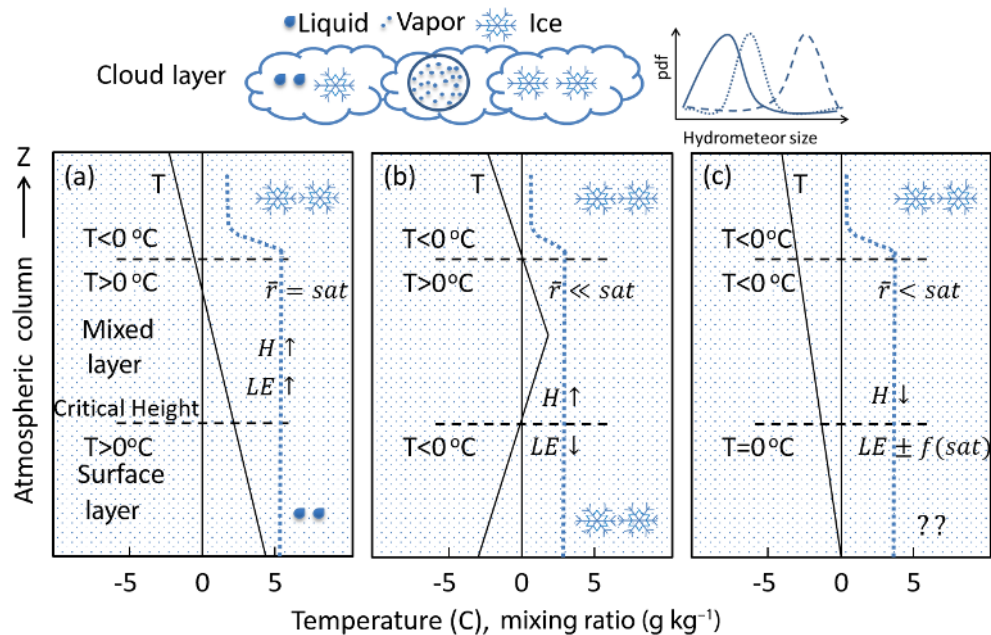 Liquid Vapor Ice
Cloud layer
pdf
Hydrometeor size
Z
Atmospheric column
(a)
T
T<0 °C
T>0 °C
r̄ = sat
Mixed
layer
H ↑
LE ↑
Critical Height
T>0°C
Surface
layer
-5 0 5
(b)
T
T<0 °C
T>0°C
r̄ ≪ sat
H ↑
T<0 °C
LE ↓
-5 0 5
(c)
T
T<0°C
T<0 °C
r̄ < sat
H ↓
T=0 °C
LE ± f(sat)
??
-5 0 5
Temperature (C), mixing ratio (g kg⁻¹)